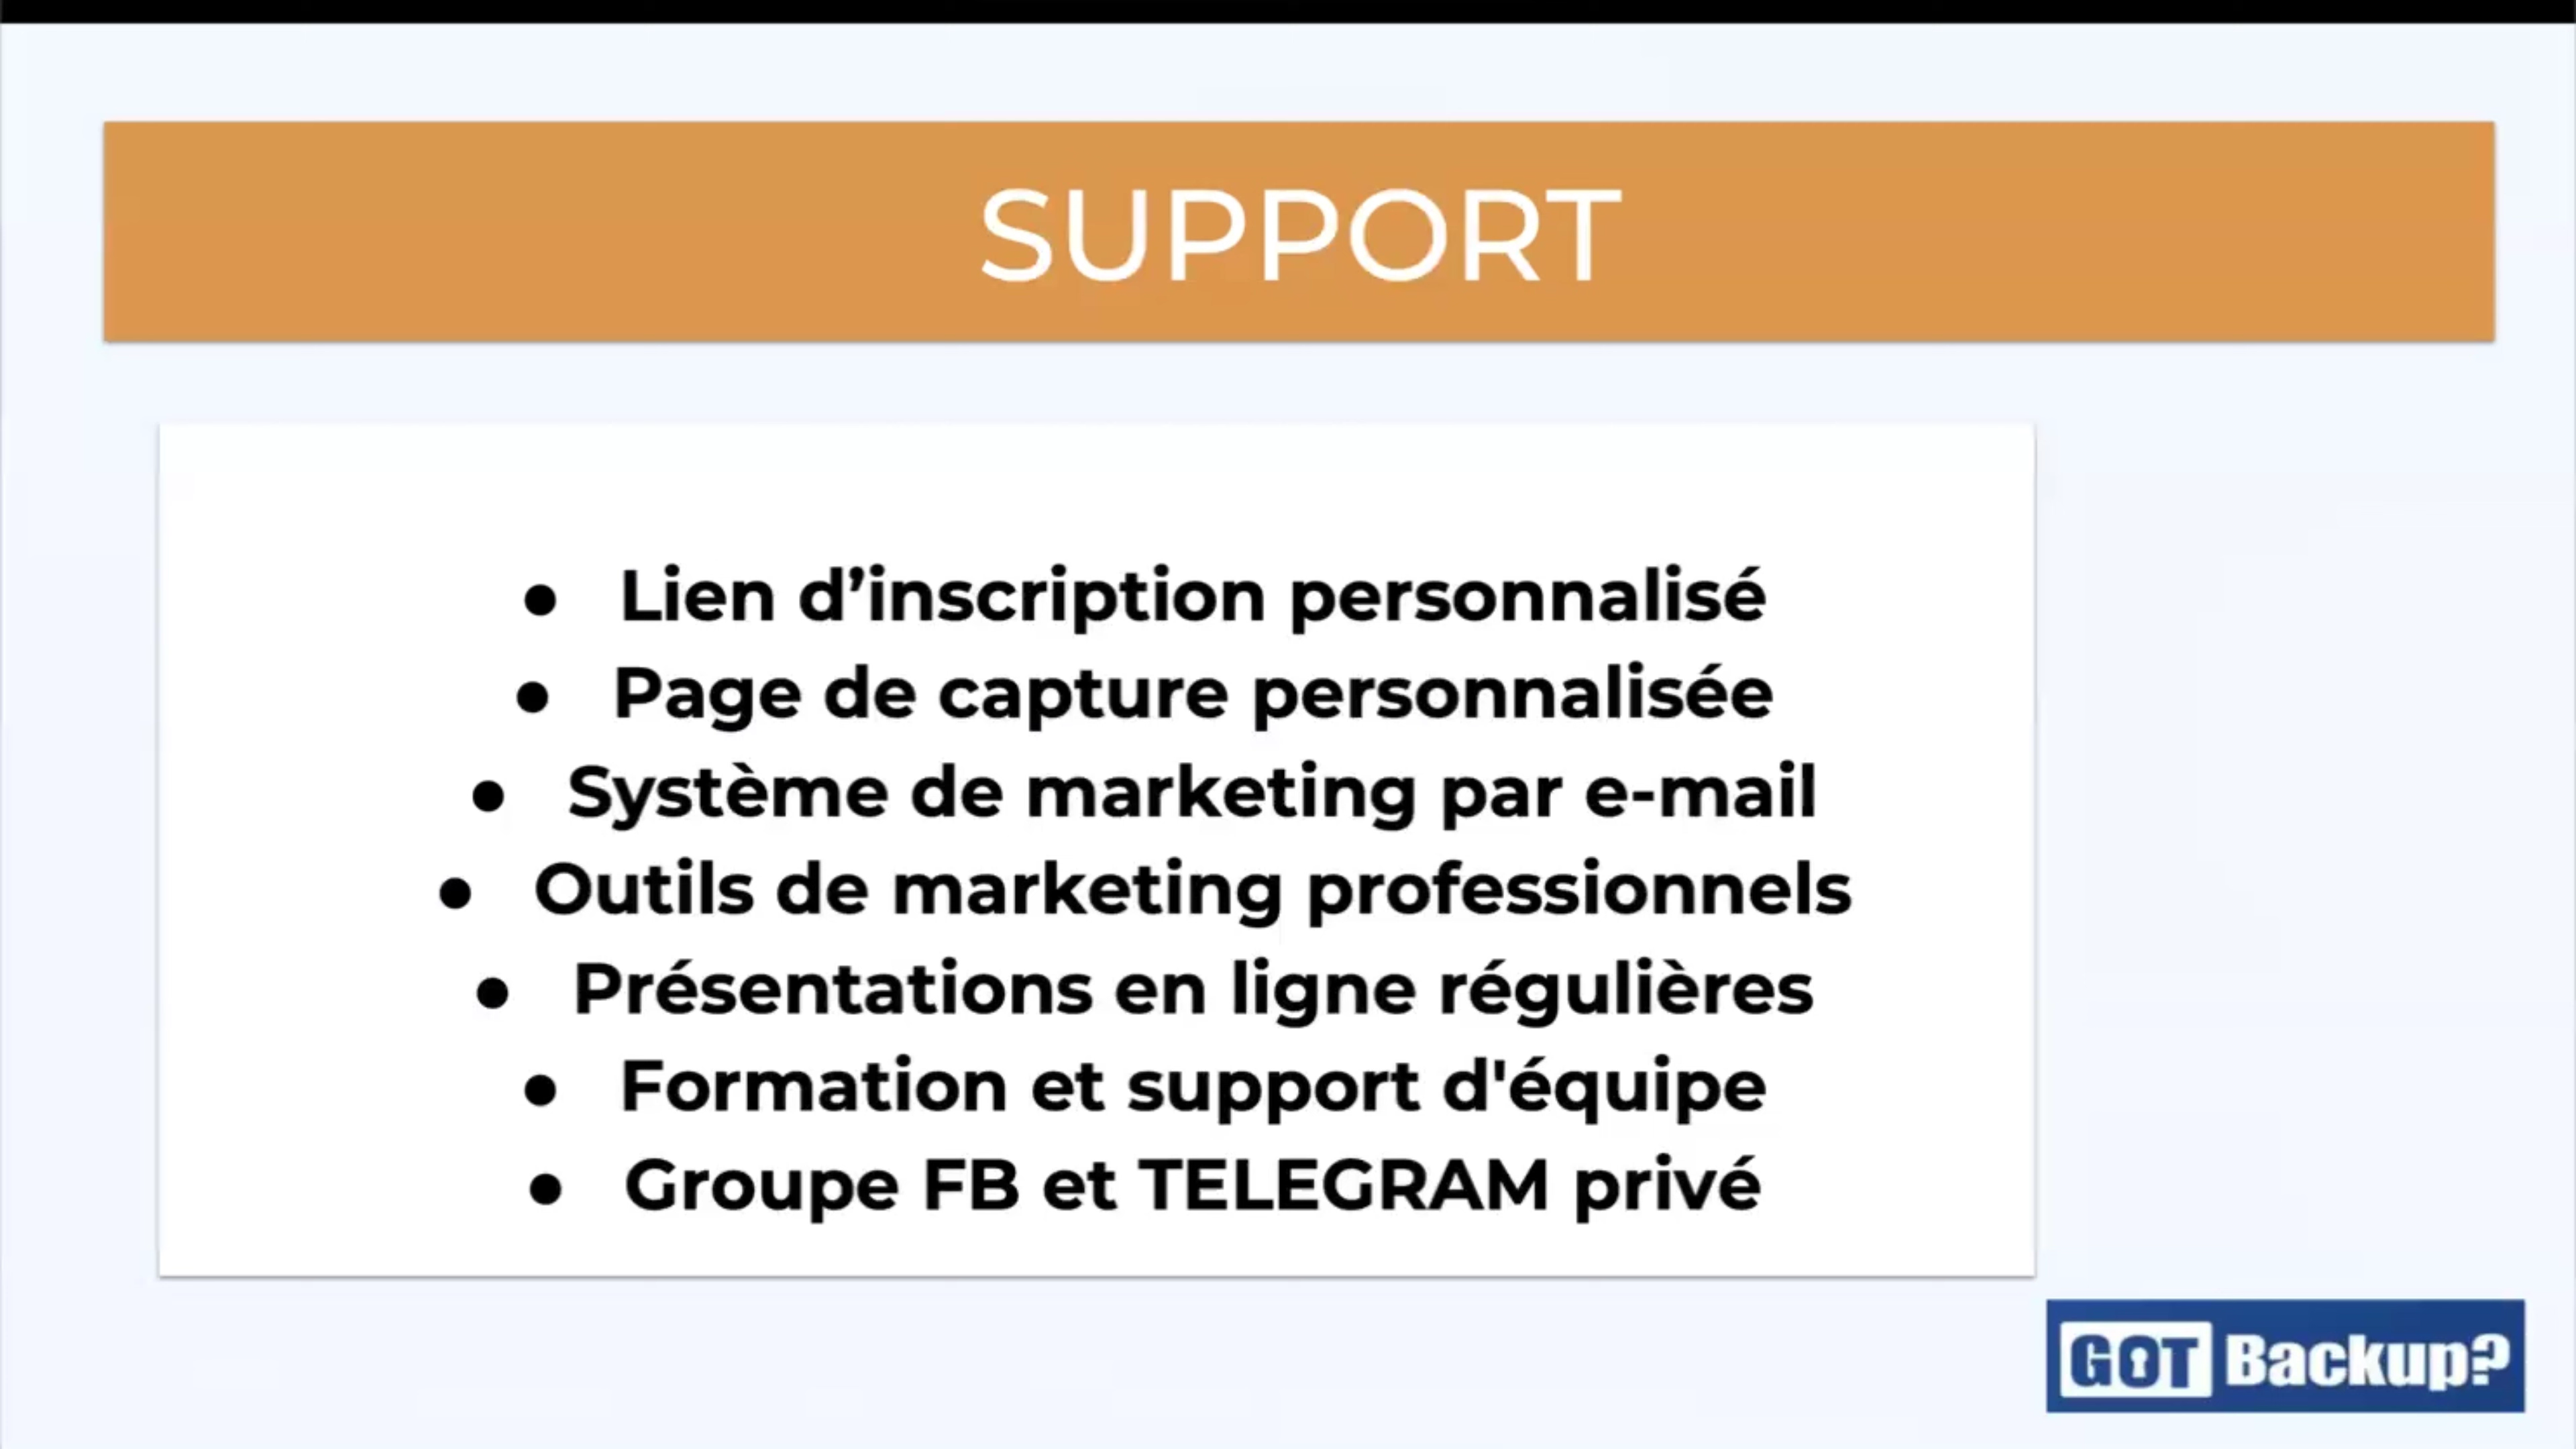 SUPPORT
● Lien d’inscription personnalisé
● Page de capture personnalisée
● Système de marketing par e-mail
● Outils de marketing professionnels
● Présentations en ligne régulières
● Formation et support d'équipe
● Groupe FB et TELEGRAM privé
GOT Backup?